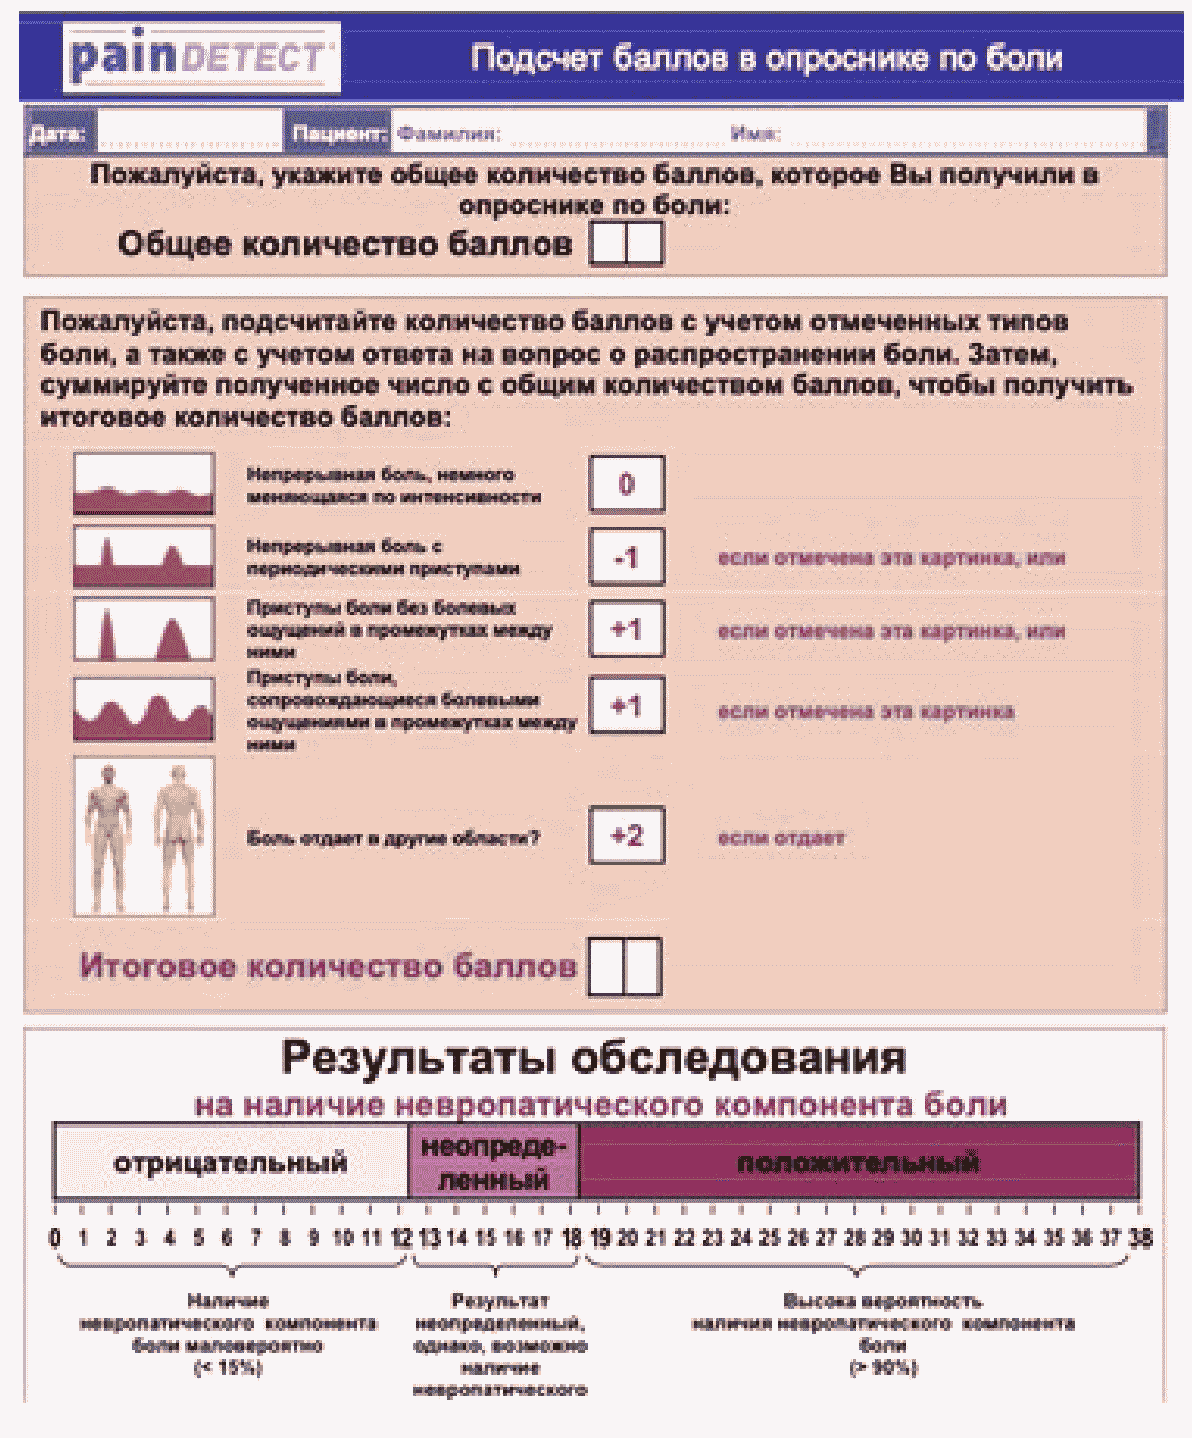 painDETECT
Подсчет баллов в опроснике по боли
Дата: Пациент: Фамилия: Имя:
Пожалуйста, укажите общее количество баллов, которое Вы получили в
опроснике по боли:
Общее количество баллов
Пожалуйста, подсчитайте количество баллов с учетом отмеченных типов
боли, а также с учетом ответа на вопрос о распространении боли. Затем,
суммируйте полученное число с общим количеством баллов, чтобы получить
итоговое количество баллов:
Непрерывная боль, немного
меняющаяся по интенсивности
0
Непрерывная боль с
периодическими приступами
-1
если отмечена эта картинка, или
Приступы боли без болевых
ощущений в промежутках между
ними
+1
если отмечена эта картинка, или
Приступы боли,
сопровождающиеся болевыми
ощущениями в промежутках между
ними
+1
если отмечена эта картинка
Боль отдает в другие области?
+2
если отдает
Итоговое количество баллов
Результаты обследования
на наличие невропатического компонента боли
отрицательный
неопреде-
ленный
положительный
0 1 2 3 4 5 6 7 8 9 10 11 12 13 14 15 16 17 18 19 20 21 22 23 24 25 26 27 28 29 30 31 32 33 34 35 36 37 38
Наличие
невропатического компонента
боли маловероятно
(< 15%)
Результат
неопределенный,
однако, возможно
наличие
невропатического
Высока вероятность
наличия невропатического компонента
боли
(> 90%)